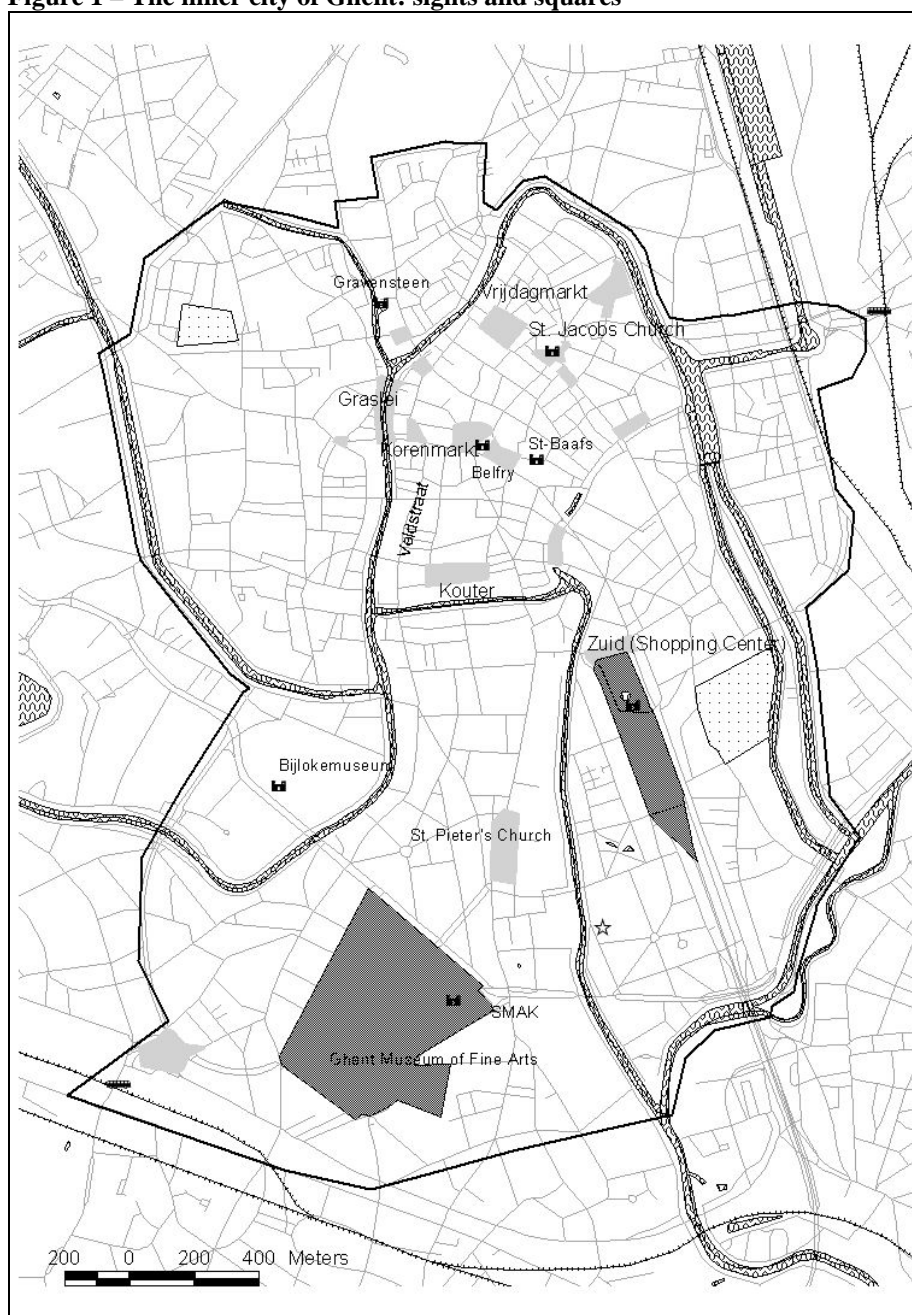 Figure 1 – The inner city of Ghent: sights and squares
Gravensteen
Vrijdagmarkt
St. Jacobs Church
Graslei
Korenmarkt
St-Baafs
Belfry
Veldstraat
Kouter
Zuid (Shopping Center)
Bijlokemuseum
St. Pieter's Church
SMAK
Ghent Museum of Fine Arts
200 0 200 400 Meters